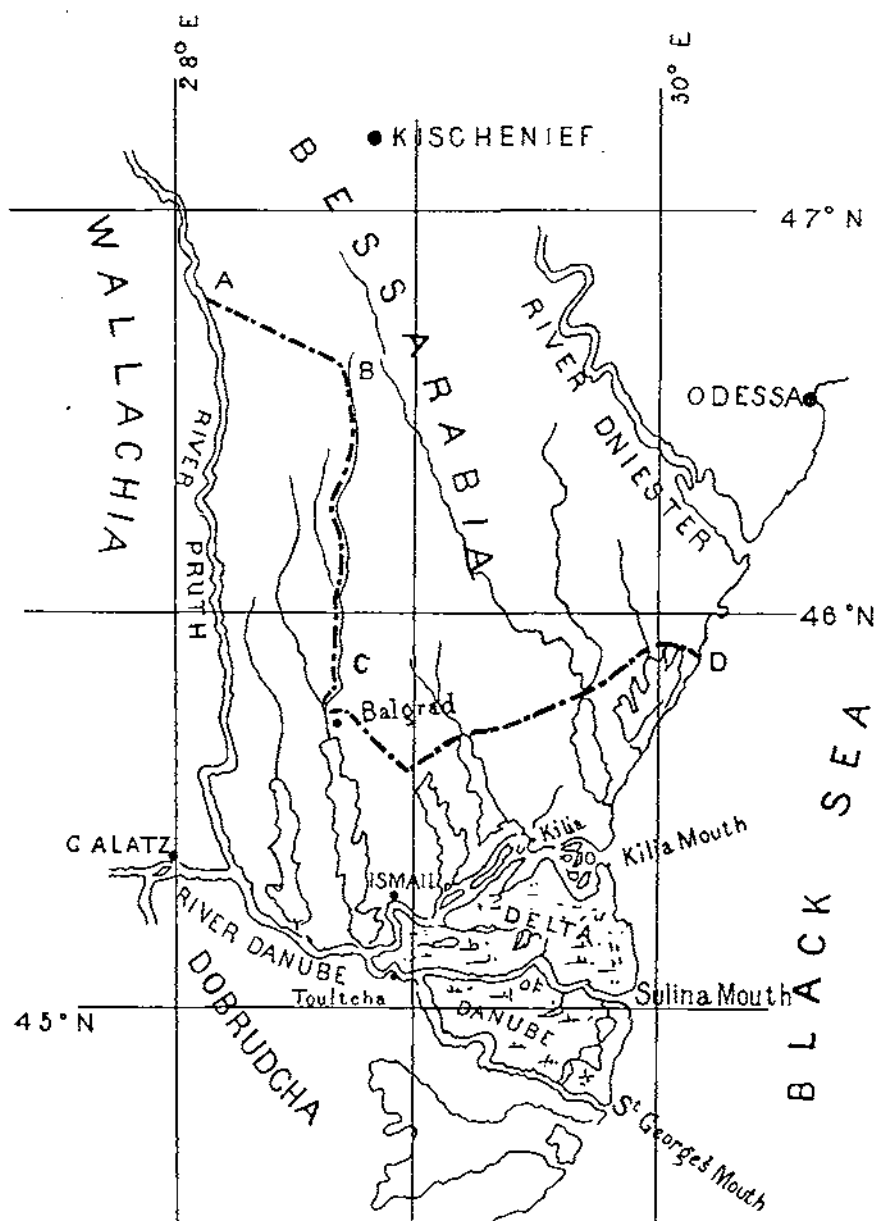 28° E
30° E
KISCHENIEF
BESSARABIA
47° N
WALLACHIA
A
RIVER DNIESTER
B
ODESSA
RIVER PRUTH
46° N
C
D
Balgrad
BLACK SEA
GALATZ
Kilia
Kilia Mouth
ISMAIL
RIVER DANUBE
DELTA
OF
DANUBE
Toultcha
Sulina Mouth
45° N
DOBRUDCHA
St George's Mouth